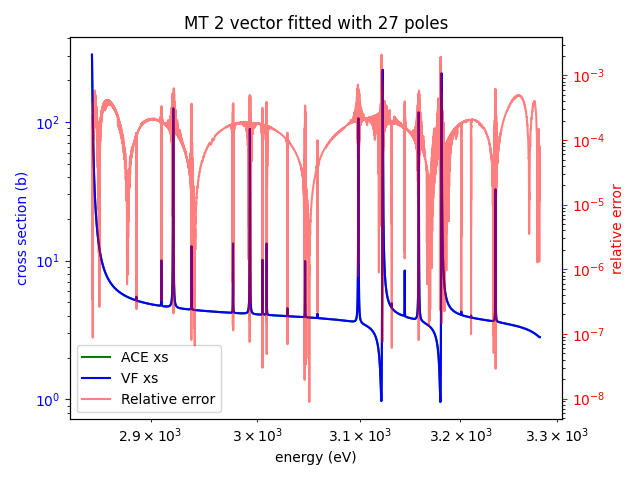 MT 2 vector fitted with 27 poles
10²
10¹
10⁰
cross section (b)
10⁻³
10⁻⁴
10⁻⁵
10⁻⁶
10⁻⁷
10⁻⁸
relative error
ACE xs
VF xs
Relative error
2.9 × 10³
3 × 10³
3.1 × 10³
3.2 × 10³
3.3 × 10³
energy (eV)